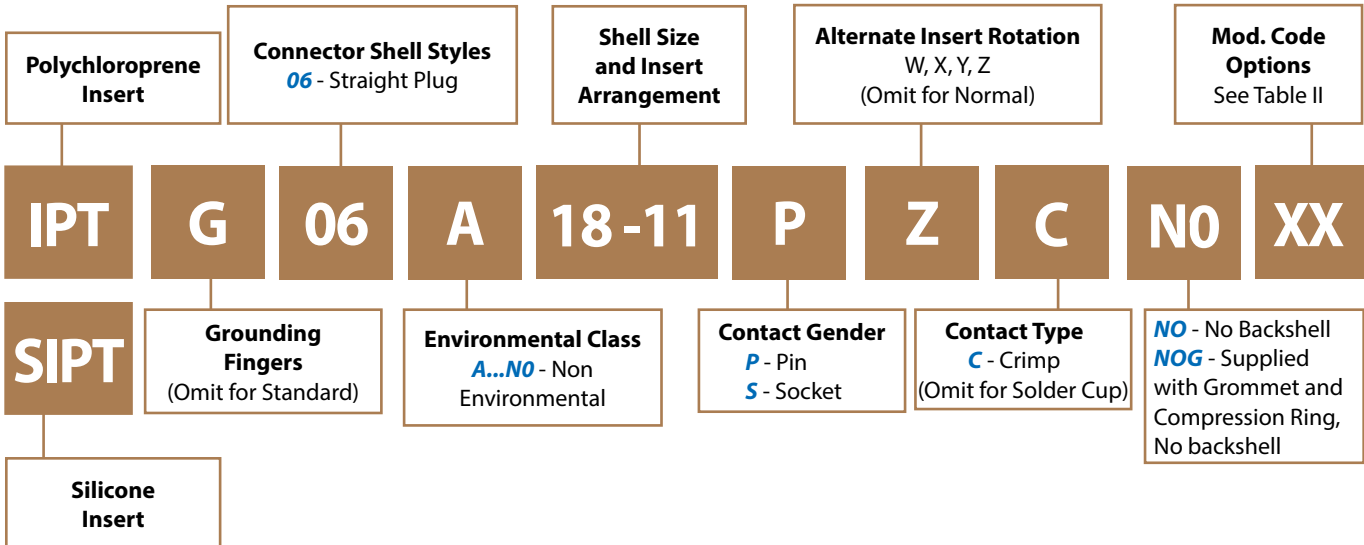 Polychloroprene
Insert
Connector Shell Styles
06 - Straight Plug
Shell Size
and Insert
Arrangement
Alternate Insert Rotation
W, X, Y, Z
(Omit for Normal)
Mod. Code
Options
See Table II
IPT
G
06
A
18-11
P
Z
C
N0
XX
SIPT
Grounding
Fingers
(Omit for Standard)
Environmental Class
A...N0 - Non
Environmental
Contact Gender
P - Pin
S - Socket
Contact Type
C - Crimp
(Omit for Solder Cup)
NO - No Backshell
NOG - Supplied
with Grommet and
Compression Ring,
No backshell
Silicone
Insert